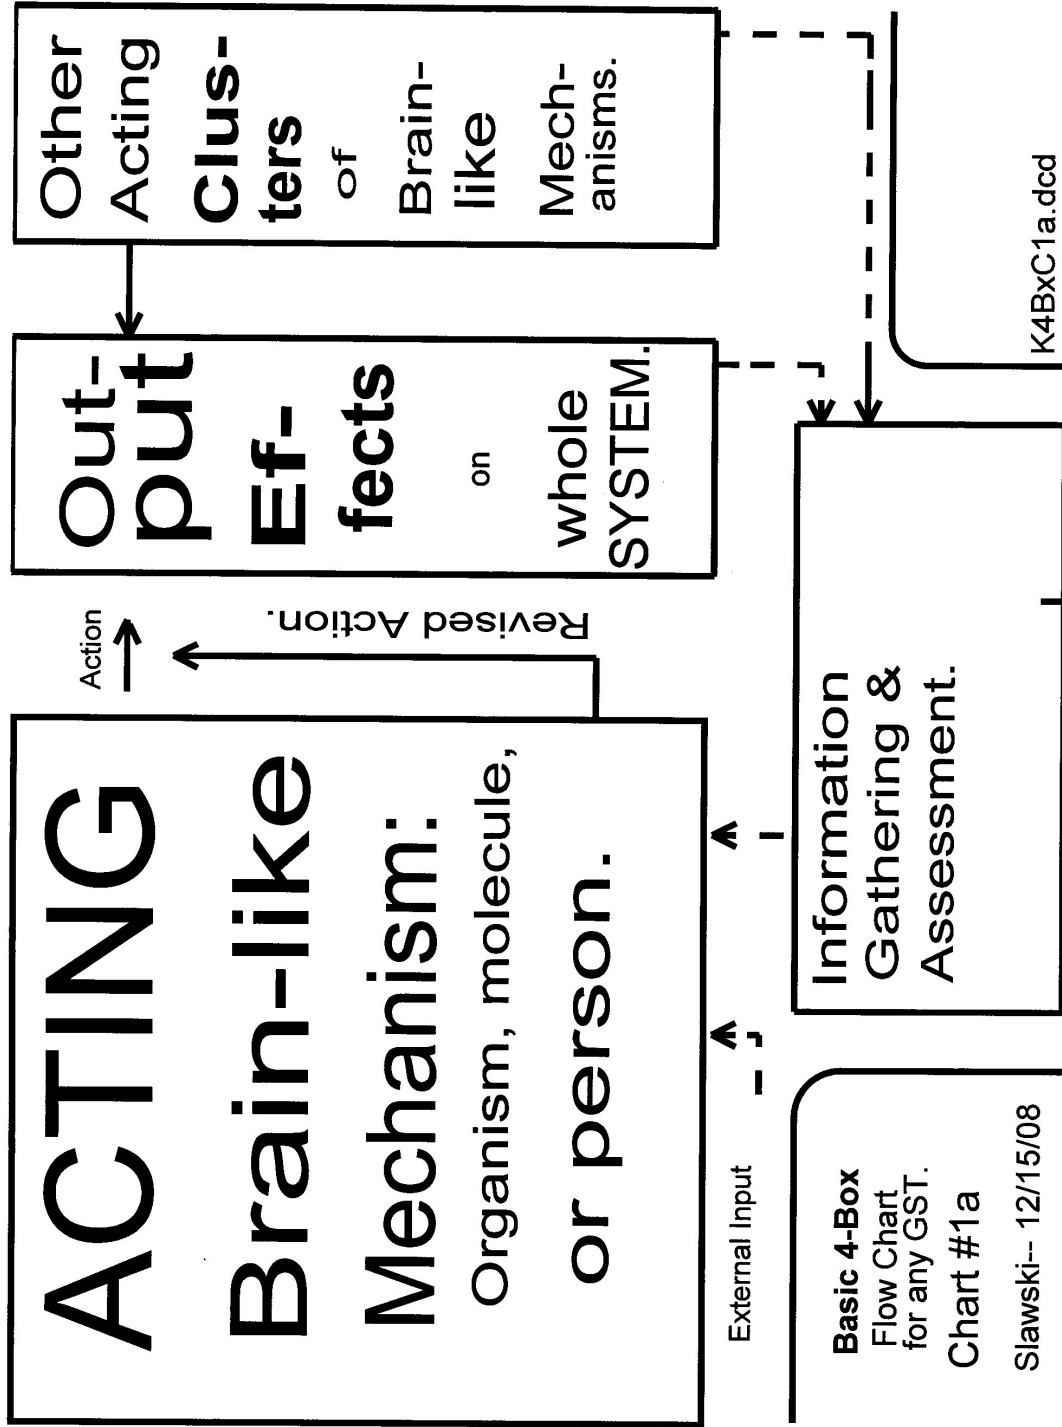 ACTING
Brain-like
Mechanism:
Organism, molecule,
or person.
Action
Revised Action.
Out-
put
Ef-
fects
on
whole
SYSTEM.
Other
Acting
Clus-
ters
of
Brain-
like
Mech-
anisms.
External Input
Information
Gathering &
Assessment.
Basic 4-Box
Flow Chart
for any GST.
Chart #1a
Slawski-- 12/15/08
K4BxC1a.dcd